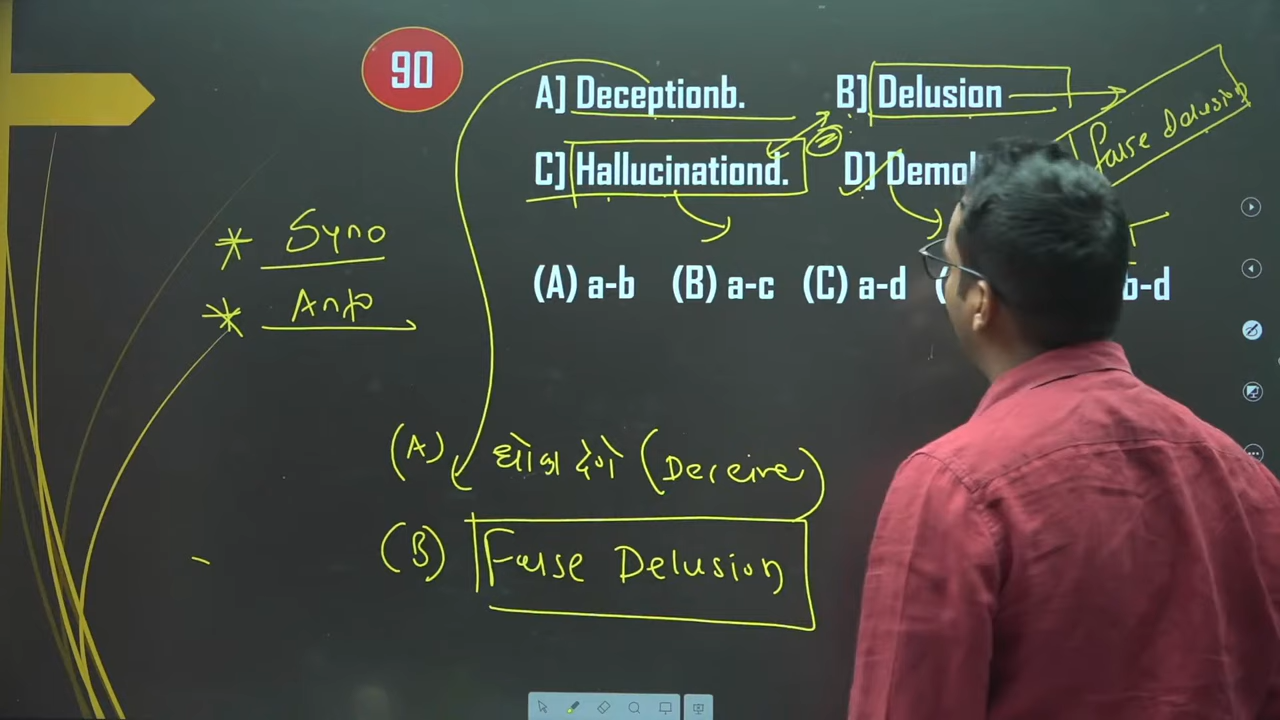 90
A] Deceptionb.
B] Delusion
C] Hallucinationd.
D] Demol
False Delusion
* Syno
* Anto
(A) a-b (B) a-c (C) a-d
b-d
(A) धोका देणे (Deceive)
(B) False Delusion